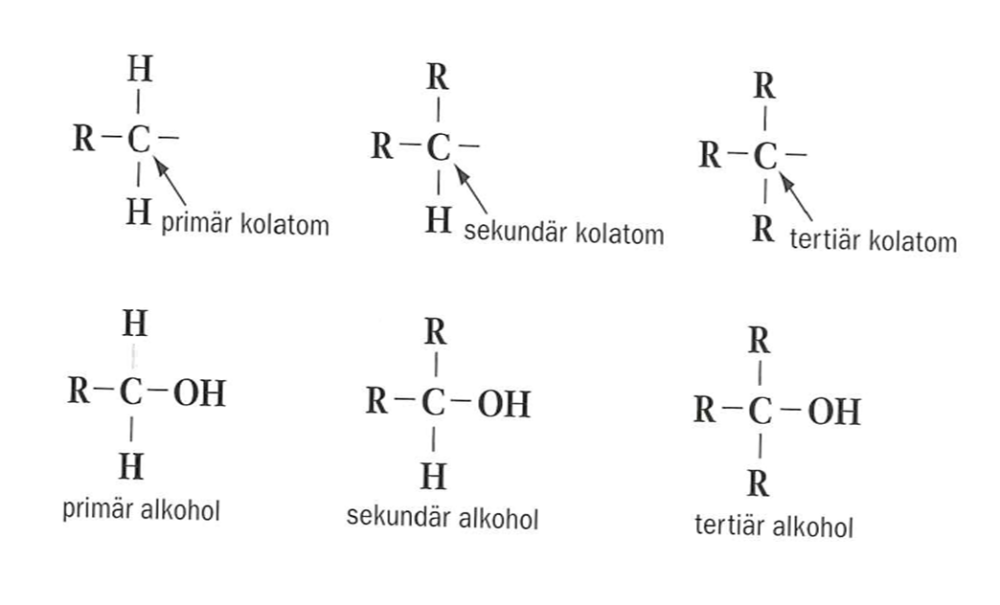 H
R
R
R–C–
R–C–
R–C–
H primär kolatom
H sekundär kolatom
R tertiär kolatom
H
R
R
R–C–OH
R–C–OH
R–C–OH
H
H
R
primär alkohol
sekundär alkohol
tertiär alkohol